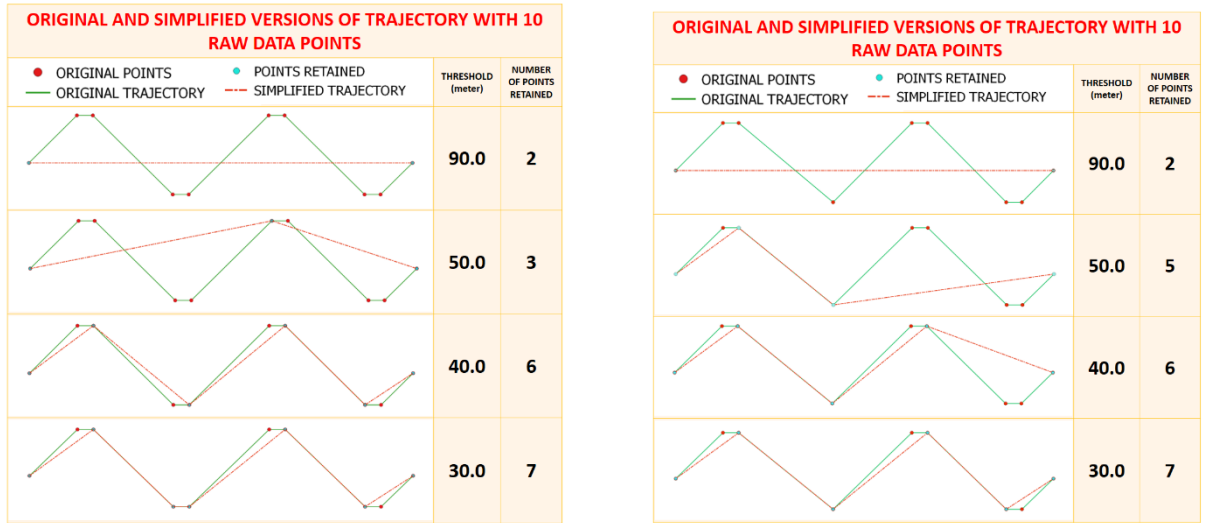 ORIGINAL AND SIMPLIFIED VERSIONS OF TRAJECTORY WITH 10
RAW DATA POINTS
ORIGINAL POINTS
POINTS RETAINED
ORIGINAL TRAJECTORY
SIMPLIFIED TRAJECTORY
THRESHOLD
(meter)
NUMBER
OF POINTS
RETAINED
90.0 2
50.0 3
40.0 6
30.0 7
ORIGINAL AND SIMPLIFIED VERSIONS OF TRAJECTORY WITH 10
RAW DATA POINTS
ORIGINAL POINTS
POINTS RETAINED
ORIGINAL TRAJECTORY
SIMPLIFIED TRAJECTORY
THRESHOLD
(meter)
NUMBER
OF POINTS
RETAINED
90.0 2
50.0 5
40.0 6
30.0 7